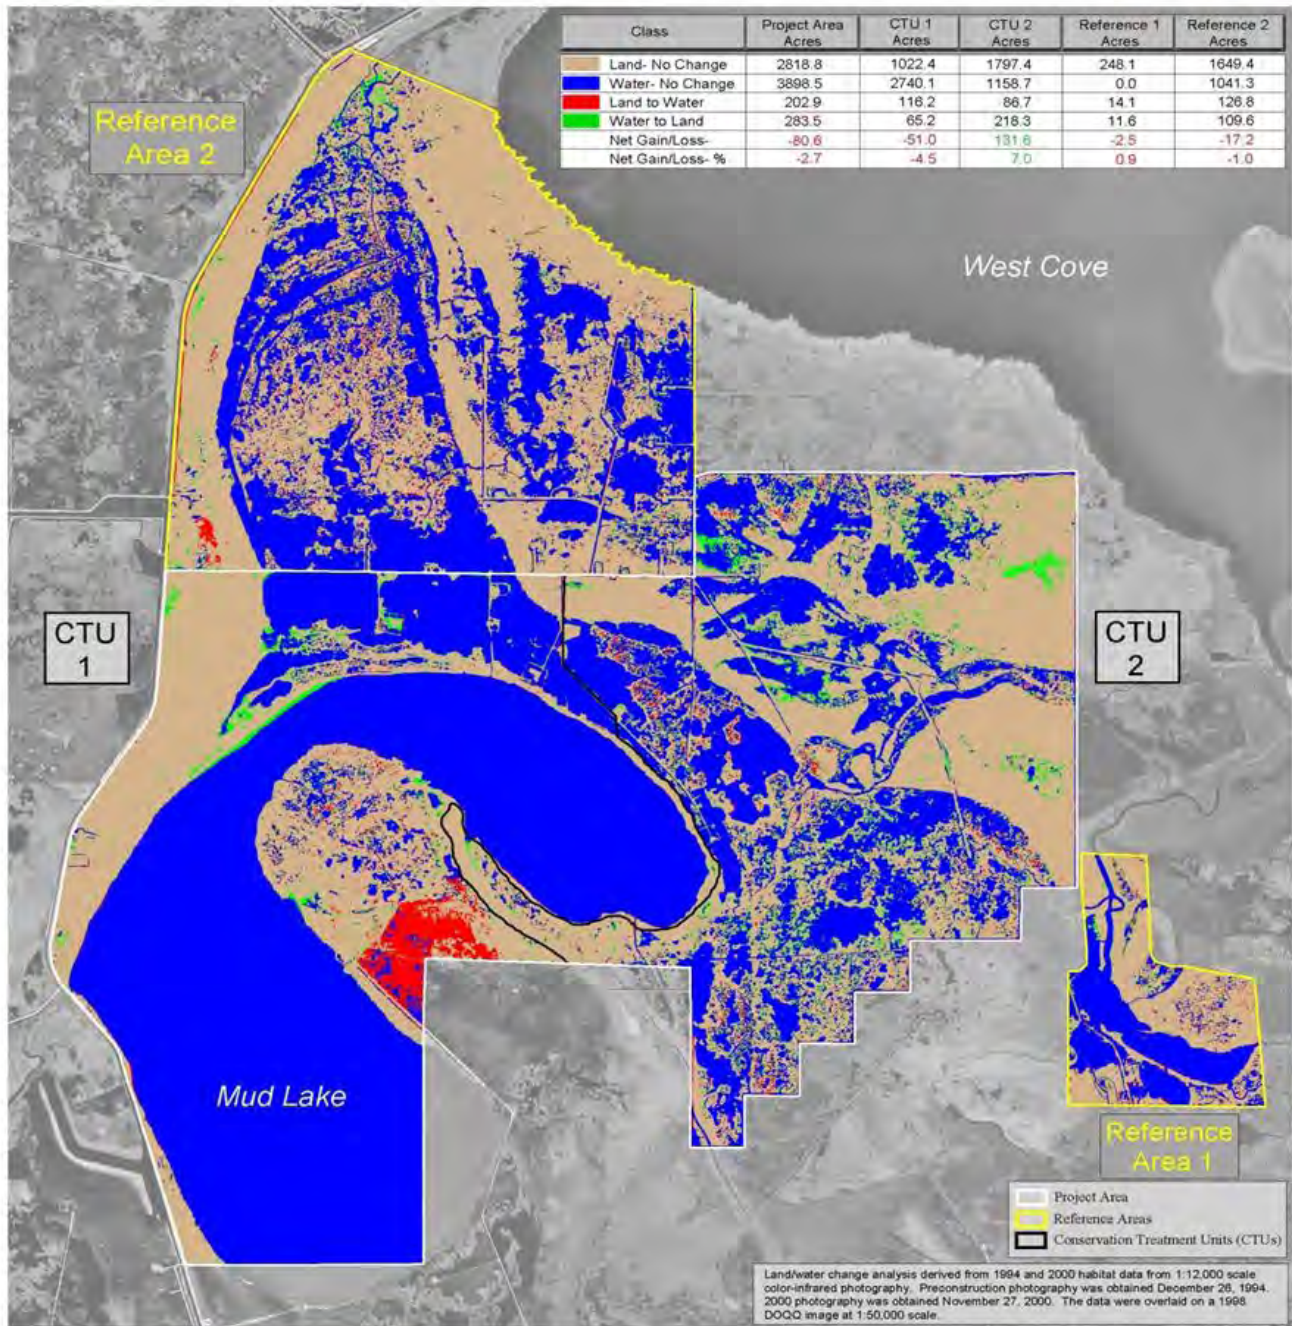 Class Project Area Acres CTU 1 Acres CTU 2 Acres Reference 1 Acres Reference 2 Acres
Land- No Change 2818.8 1022.4 1797.4 248.1 1649.4
Water- No Change 3898.5 2740.1 1158.7 0.0 1041.3
Land to Water 202.9 116.2 86.7 14.1 126.8
Water to Land 283.5 65.2 218.3 11.6 109.6
Net Gain/Loss- -80.6 -51.0 131.6 -2.5 -17.2
Net Gain/Loss- % -2.7 -4.5 7.0 0.9 -1.0
Reference
Area 2
West Cove
CTU
1
CTU
2
Mud Lake
Reference
Area 1
Project Area
Reference Areas
Conservation Treatment Units (CTUs)
Land/water change analysis derived from 1994 and 2000 habitat data from 1:12,000 scale
color-infrared photography. Preconstruction photography was obtained December 26, 1994.
2000 photography was obtained November 27, 2000. The data were overlaid on a 1998
DOQQ image at 1:50,000 scale.